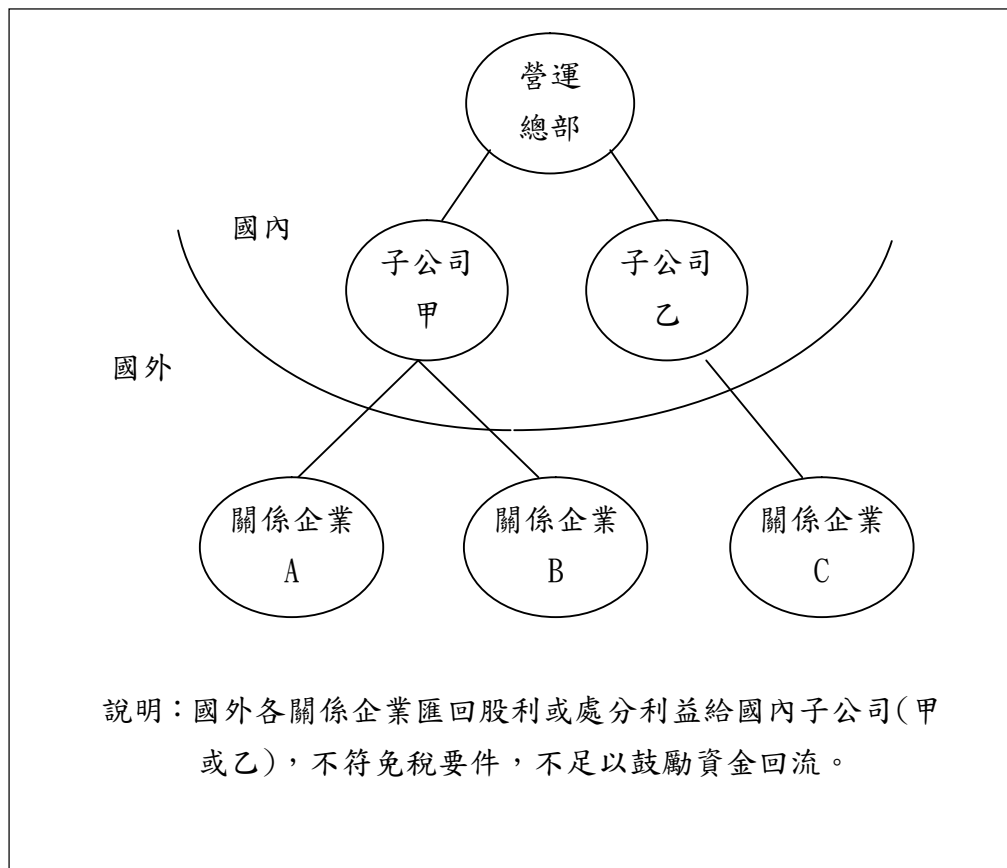 營運
總部
國內
子公司
甲
子公司
乙
國外
關係企業
A
關係企業
B
關係企業
C
說明：國外各關係企業匯回股利或處分利益給國內子公司(甲
或乙)，不符免稅要件，不足以鼓勵資金回流。